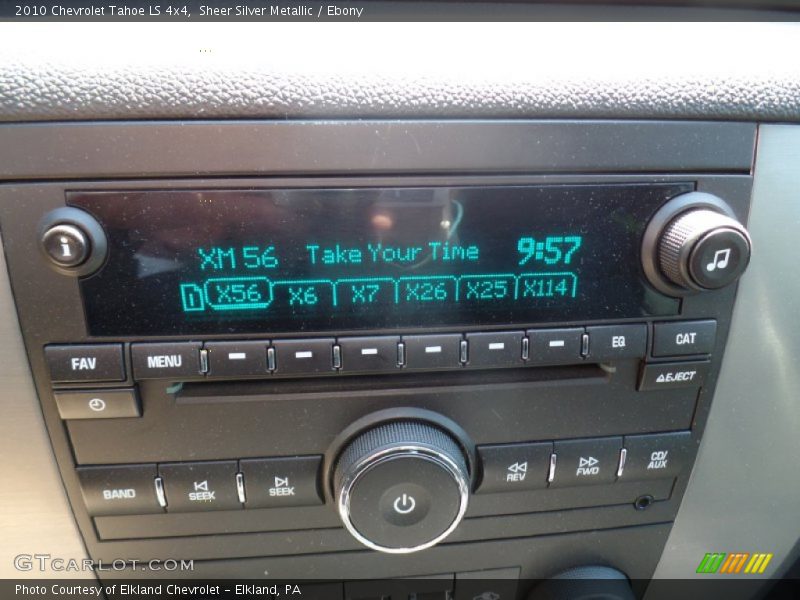 2010 Chevrolet Tahoe LS 4x4, Sheer Silver Metallic / Ebony
XM 56 Take Your Time 9:57
1 X56 X6 X7 X26 X25 X114
i
FAV MENU EQ CAT
EJECT
BAND SEEK SEEK REV FWD CD/AUX
GTCARLOT.COM
Photo Courtesy of Elkland Chevrolet – Elkland, PA